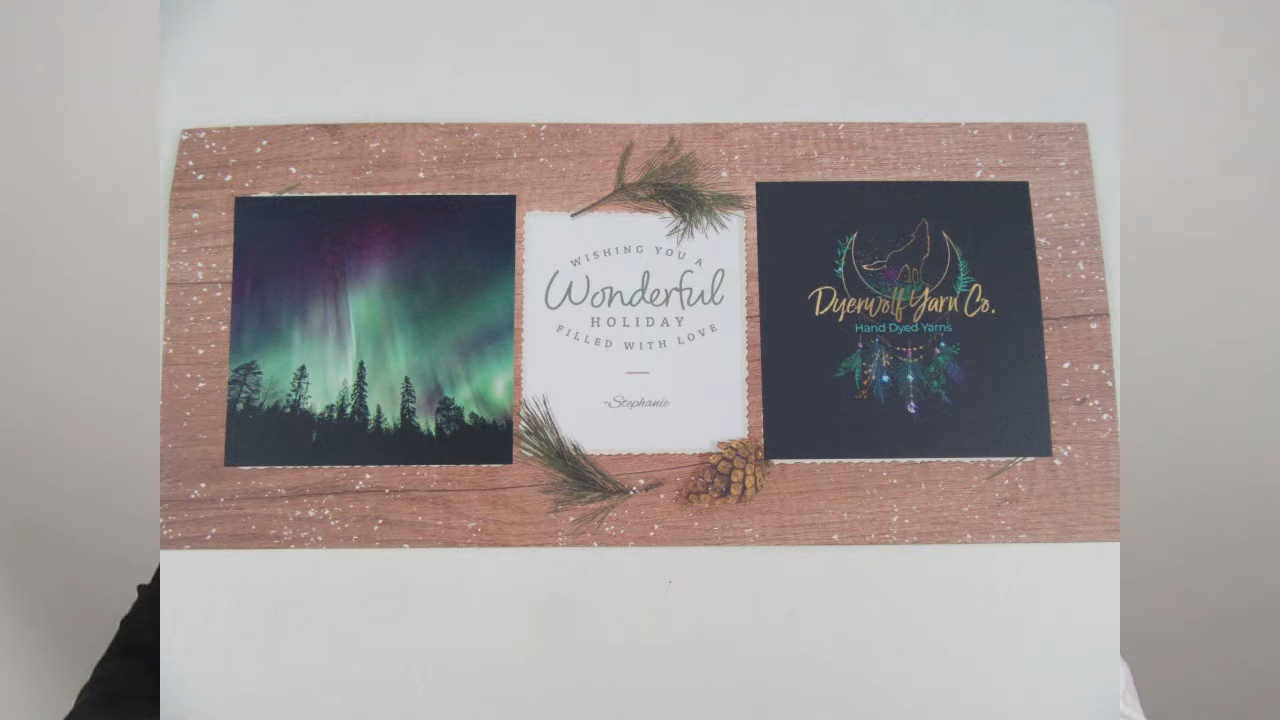 WISHING YOU A
Wonderful
HOLIDAY
FILLED WITH LOVE
-Stephanie
Dyerwolf Yarn Co.
Hand Dyed Yarns